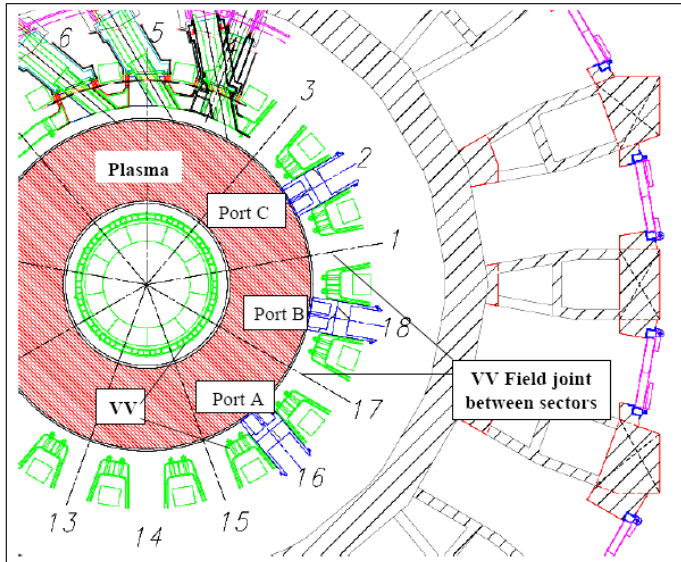 6
5
4
3
2
Plasma
Port C
1
Port B
18
VV Field joint
between sectors
Port A
VV
17
16
15
14
13